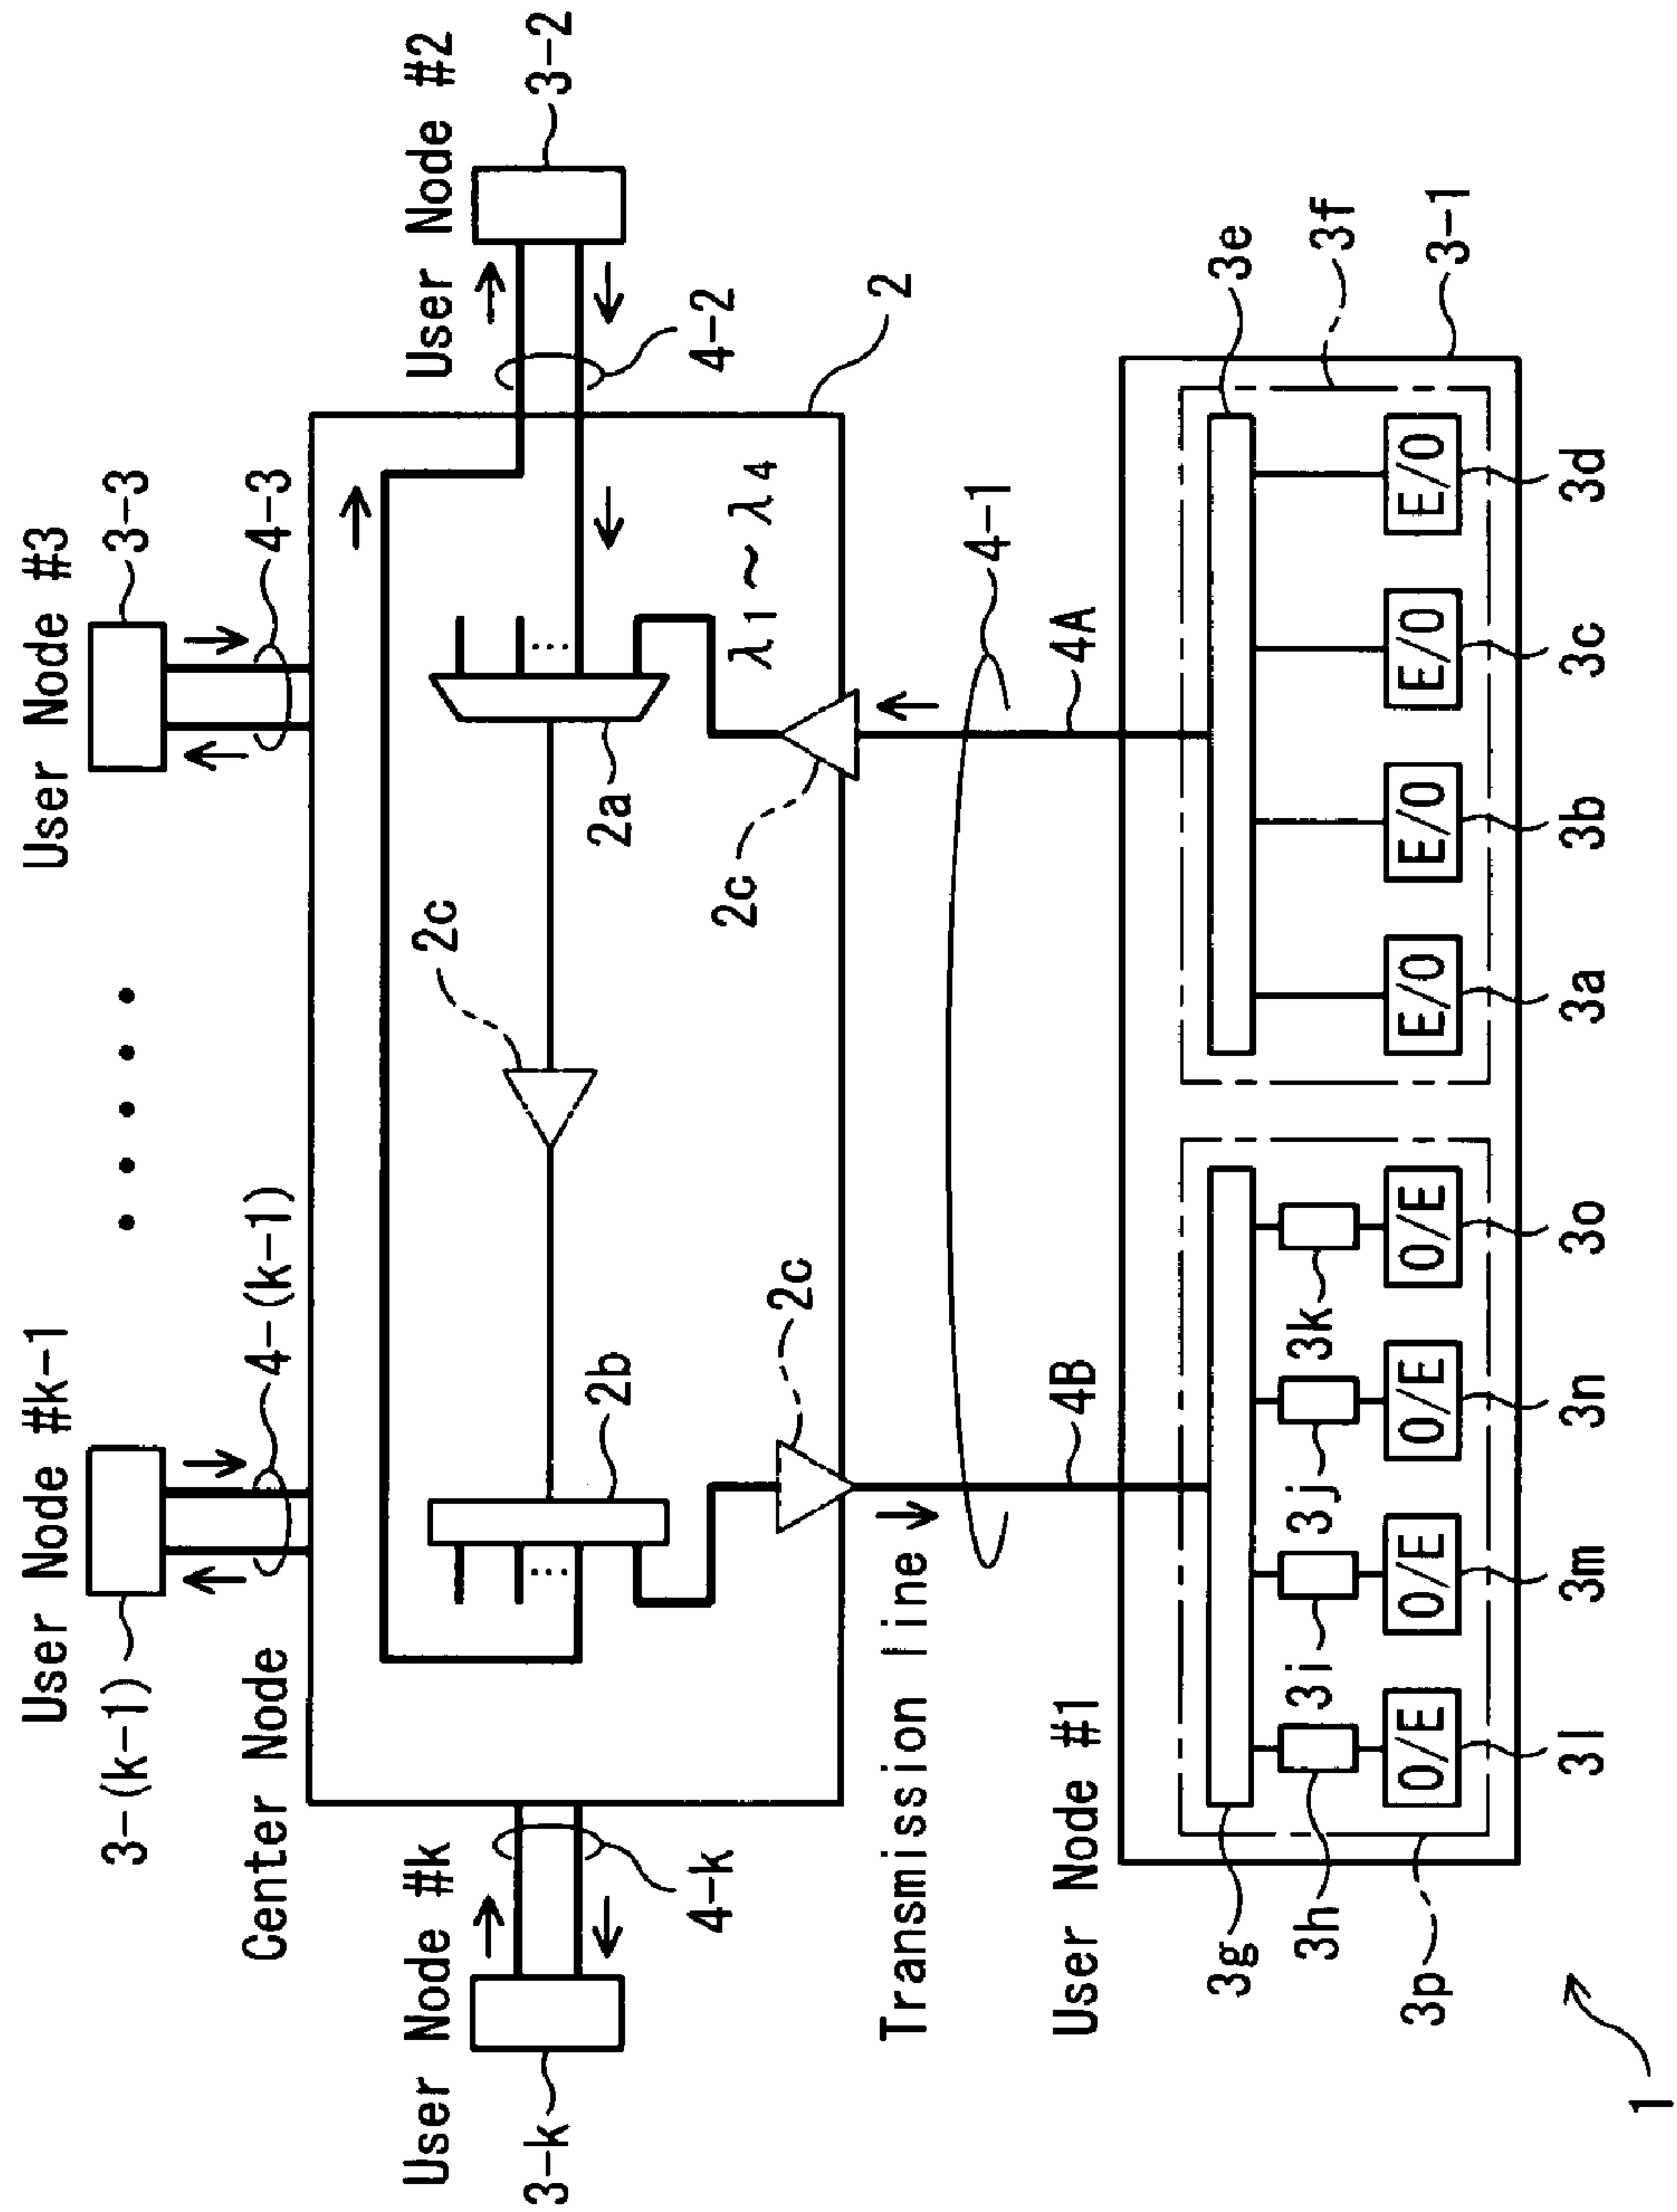 User Node #k-1
User Node #3
3-(k-1)
4-(k-1)
4-3
3-3
Center Node
User Node #k
User Node #2
3-k
4-k
2b
2c
2a
4-2
3-2
2c
2c
λ1~λ4
2
Transmission line
4-1
4B
4A
User Node #1
3g
3h
3i
3j
3k
3e
3f
O/E
O/E
O/E
O/E
E/O
E/O
E/O
E/O
3p
3-1
3l
3m
3n
3o
3a
3b
3c
3d
1